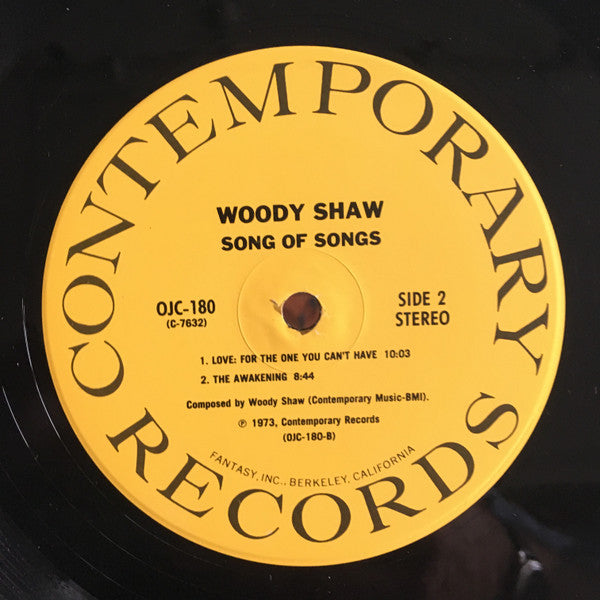 CONTEMPORARY RECORDS
WOODY SHAW
SONG OF SONGS
OJC-180
(C-7632)
SIDE 2
STEREO
1. LOVE: FOR THE ONE YOU CAN'T HAVE 10:03
2. THE AWAKENING 8:44
Composed by Woody Shaw (Contemporary Music-BMI).
℗ 1973, Contemporary Records
(OJC-180-B)
FANTASY, INC., BERKELEY, CALIFORNIA